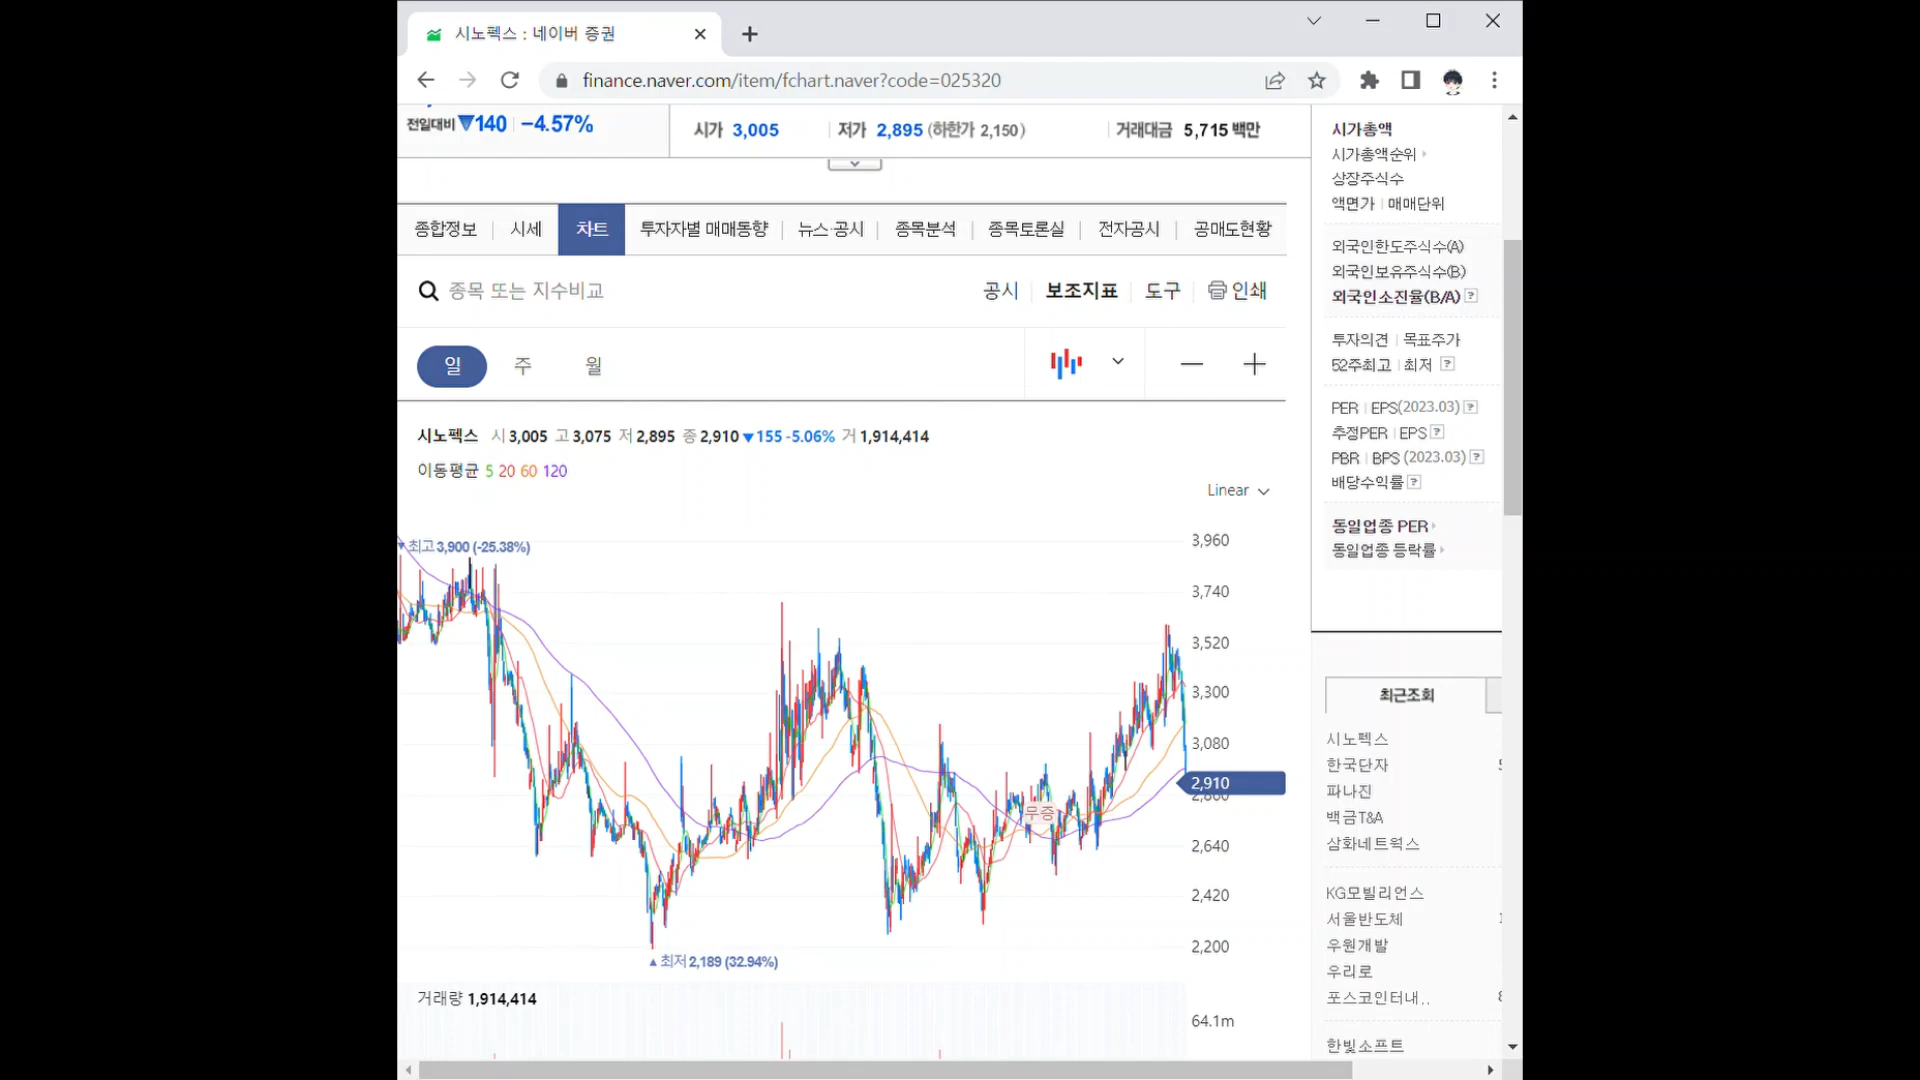 시노펙스 : 네이버 증권
finance.naver.com/item/fchart.naver?code=025320
전일대비 ▼140 −4.57%
시가 3,005 저가 2,895 (하한가 2,150) 거래대금 5,715 백만
종합정보 시세 차트 투자자별 매매동향 뉴스·공시 종목분석 종목토론실 전자공시 공매도현황
종목 또는 지수비교 공시 보조지표 도구 인쇄
일 주 월
시노펙스 시 3,005 고 3,075 저 2,895 종 2,910 ▼155 -5.06% 거 1,914,414
이동평균 5 20 60 120
Linear
▼최고 3,900 (-25.38%)
3,960
3,740
3,520
3,300
3,080
2,910
2,860
2,640
2,420
2,200
무증
▲최저 2,189 (32.94%)
거래량 1,914,414
64.1m
시가총액
시가총액순위
상장주식수
액면가 매매단위
외국인한도주식수(A)
외국인보유주식수(B)
외국인소진율(B/A) ?
투자의견 목표주가
52주최고 최저 ?
PER EPS(2023.03) ?
추정PER EPS ?
PBR BPS (2023.03) ?
배당수익률 ?
동일업종 PER
동일업종 등락률
최근조회
시노펙스
한국단자
파나진
백금T&A
삼화네트웍스
KG모빌리언스
서울반도체
우원개발
우리로
포스코인터내..
한빛소프트